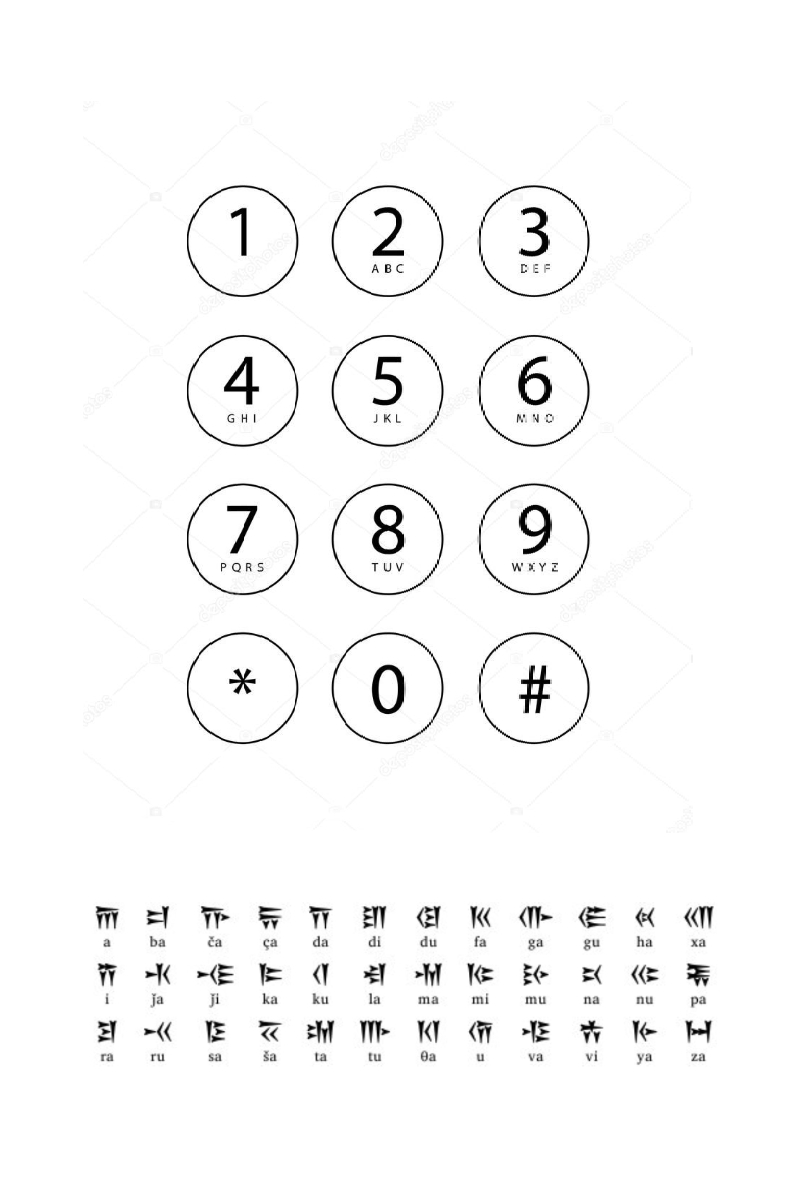 1 2 3
ABC DEF
4 5 6
GHI JKL MNO
7 8 9
PQRS TUV WXYZ
* 0 #
𐎠 𐎲 𐎨 𐏂 𐎭 𐎮 𐎯 𐎳 𐎥 𐎦 𐏃 𐎧
a ba ča ça da di du fa ga gu ha xa
𐎡 𐎩 𐎪 𐎣 𐎤 𐎾 𐎶 𐎷 𐎸 𐎴 𐎵 𐎱
i ǰa ǰi ka ku la ma mi mu na nu pa
𐎼 𐎽 𐎿 𐏁 𐎫 𐎬 𐎰 𐎢 𐎺 𐎻 𐎹 𐏀
ra ru sa ša ta tu θa u va vi ya za